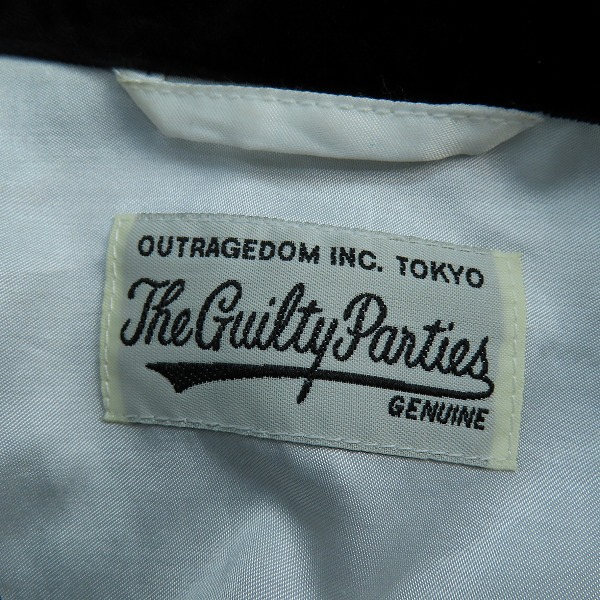 OUTRAGEDOM INC. TOKYO
The Guilty Parties
GENUINE